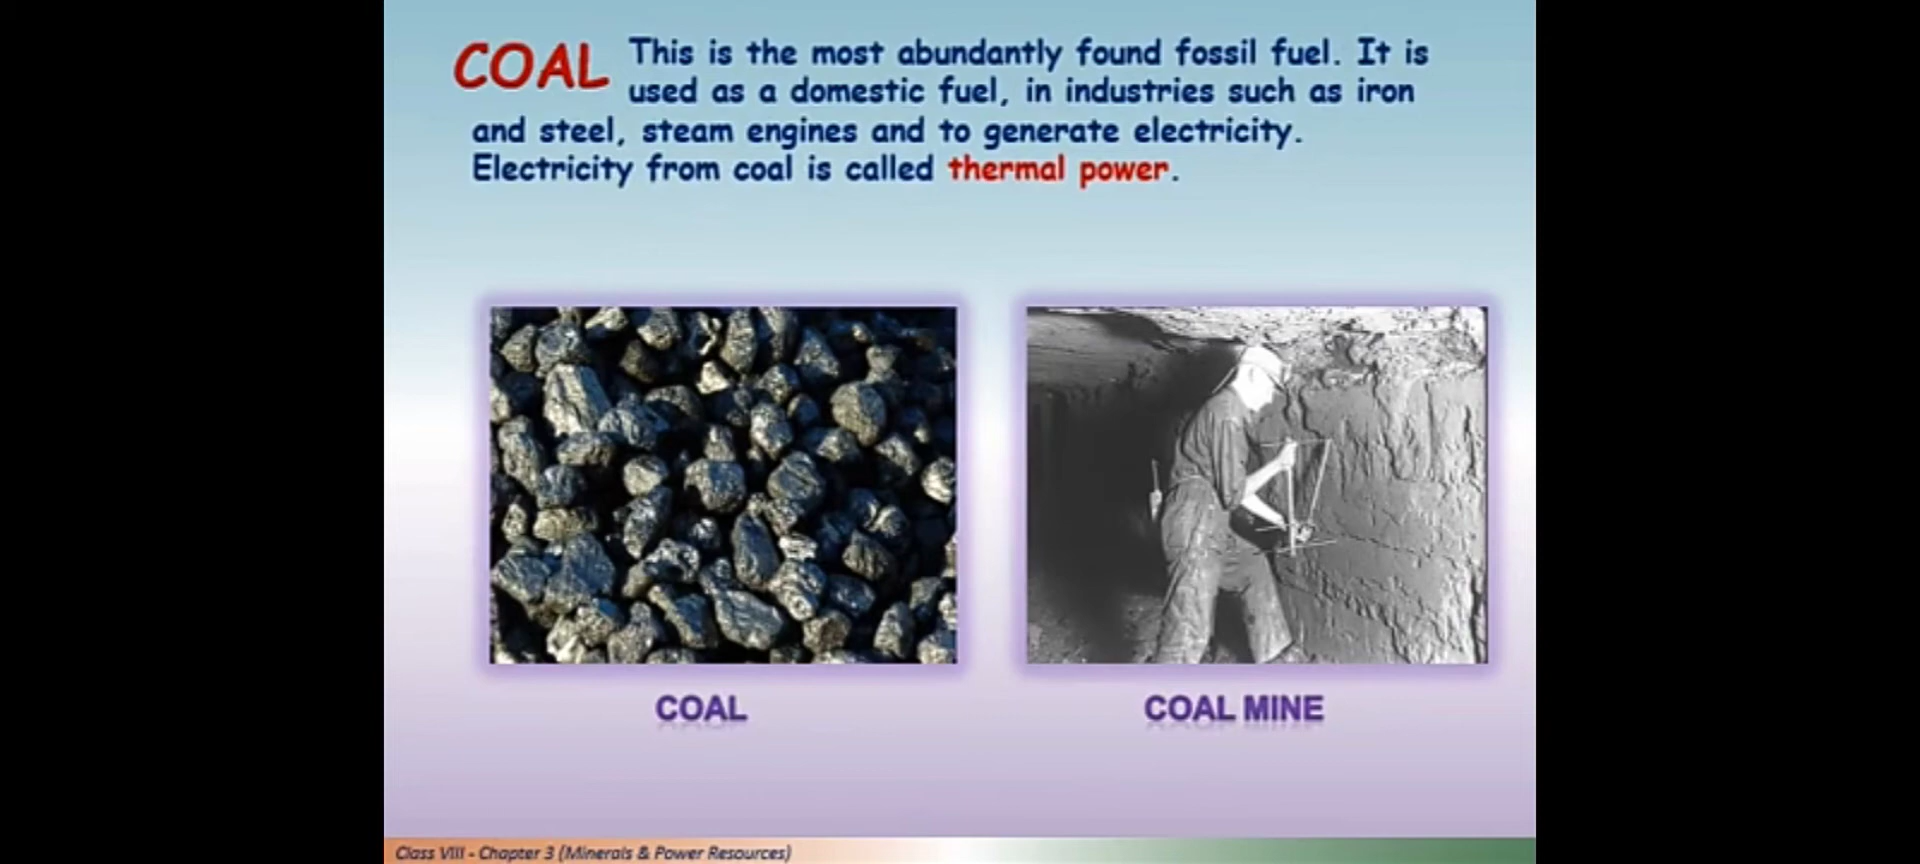 COAL This is the most abundantly found fossil fuel. It is
used as a domestic fuel, in industries such as iron
and steel, steam engines and to generate electricity.
Electricity from coal is called thermal power.
COAL
COAL MINE
Class VIII - Chapter 3 (Minerals & Power Resources)